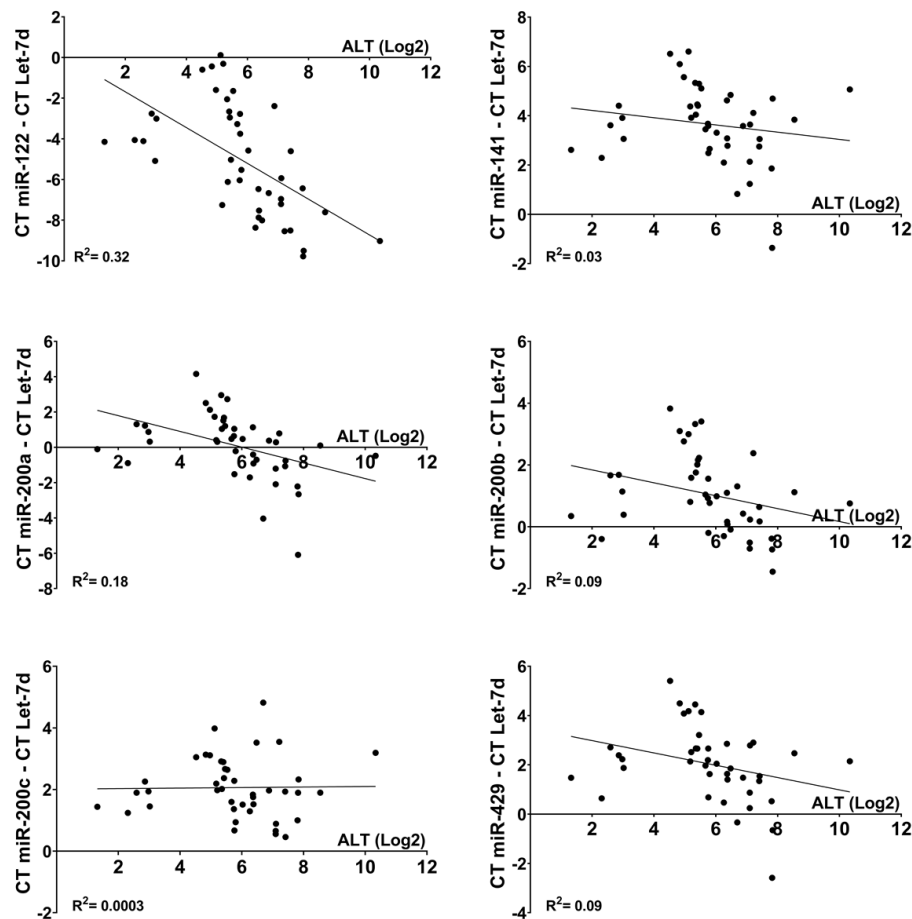 CT miR-122 - CT Let-7d
2
0
-2
-4
-6
-8
-10
2 4 6 8 10 12
ALT (Log2)
R²= 0.32
CT miR-141 - CT Let-7d
8
6
4
2
0
-2
2 4 6 8 10 12
ALT (Log2)
R²= 0.03
CT miR-200a - CT Let-7d
6
4
2
0
-2
-4
-6
-8
2 4 6 8 10 12
ALT (Log2)
R²= 0.18
CT miR-200b - CT Let-7d
6
4
2
0
-2
2 4 6 8 10 12
ALT (Log2)
R²= 0.09
CT miR-200c - CT Let-7d
6
4
2
0
-2
2 4 6 8 10 12
ALT (Log2)
R²= 0.0003
CT miR-429 - CT Let-7d
6
4
2
0
-2
-4
2 4 6 8 10 12
ALT (Log2)
R²= 0.09